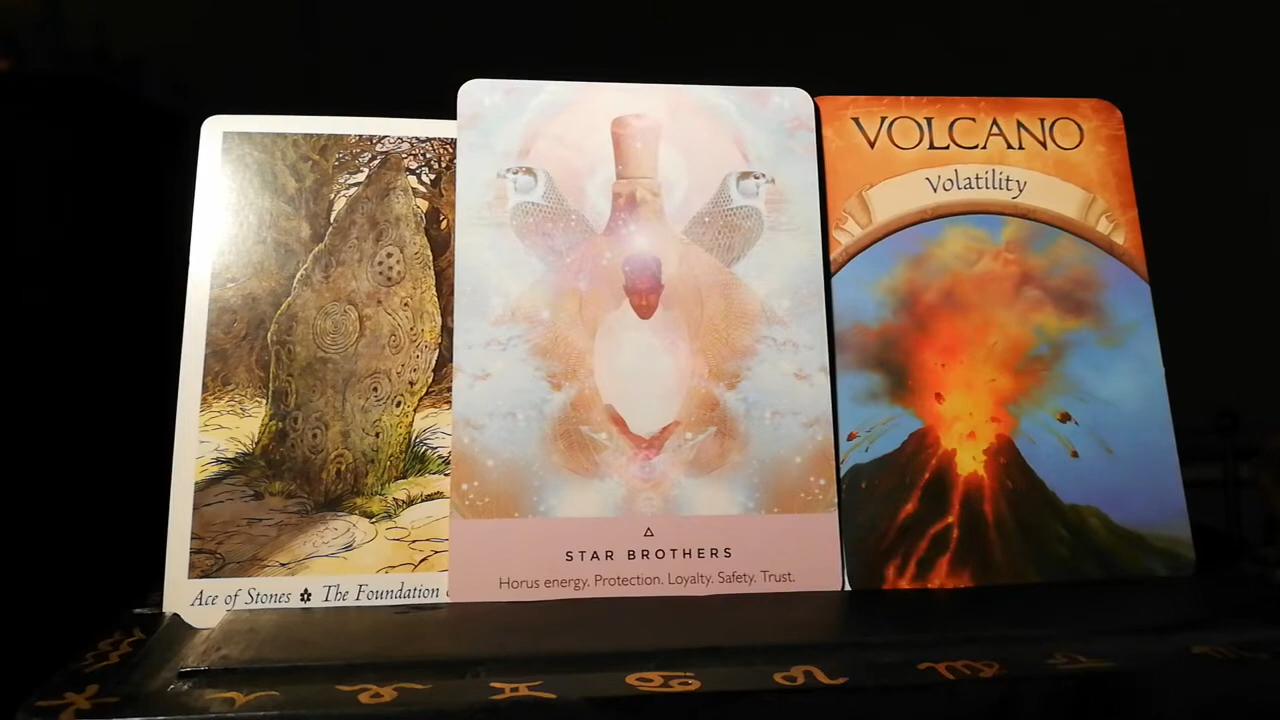 Ace of Stones The Foundation
STAR BROTHERS
Horus energy. Protection. Loyalty. Safety. Trust.
VOLCANO
Volatility